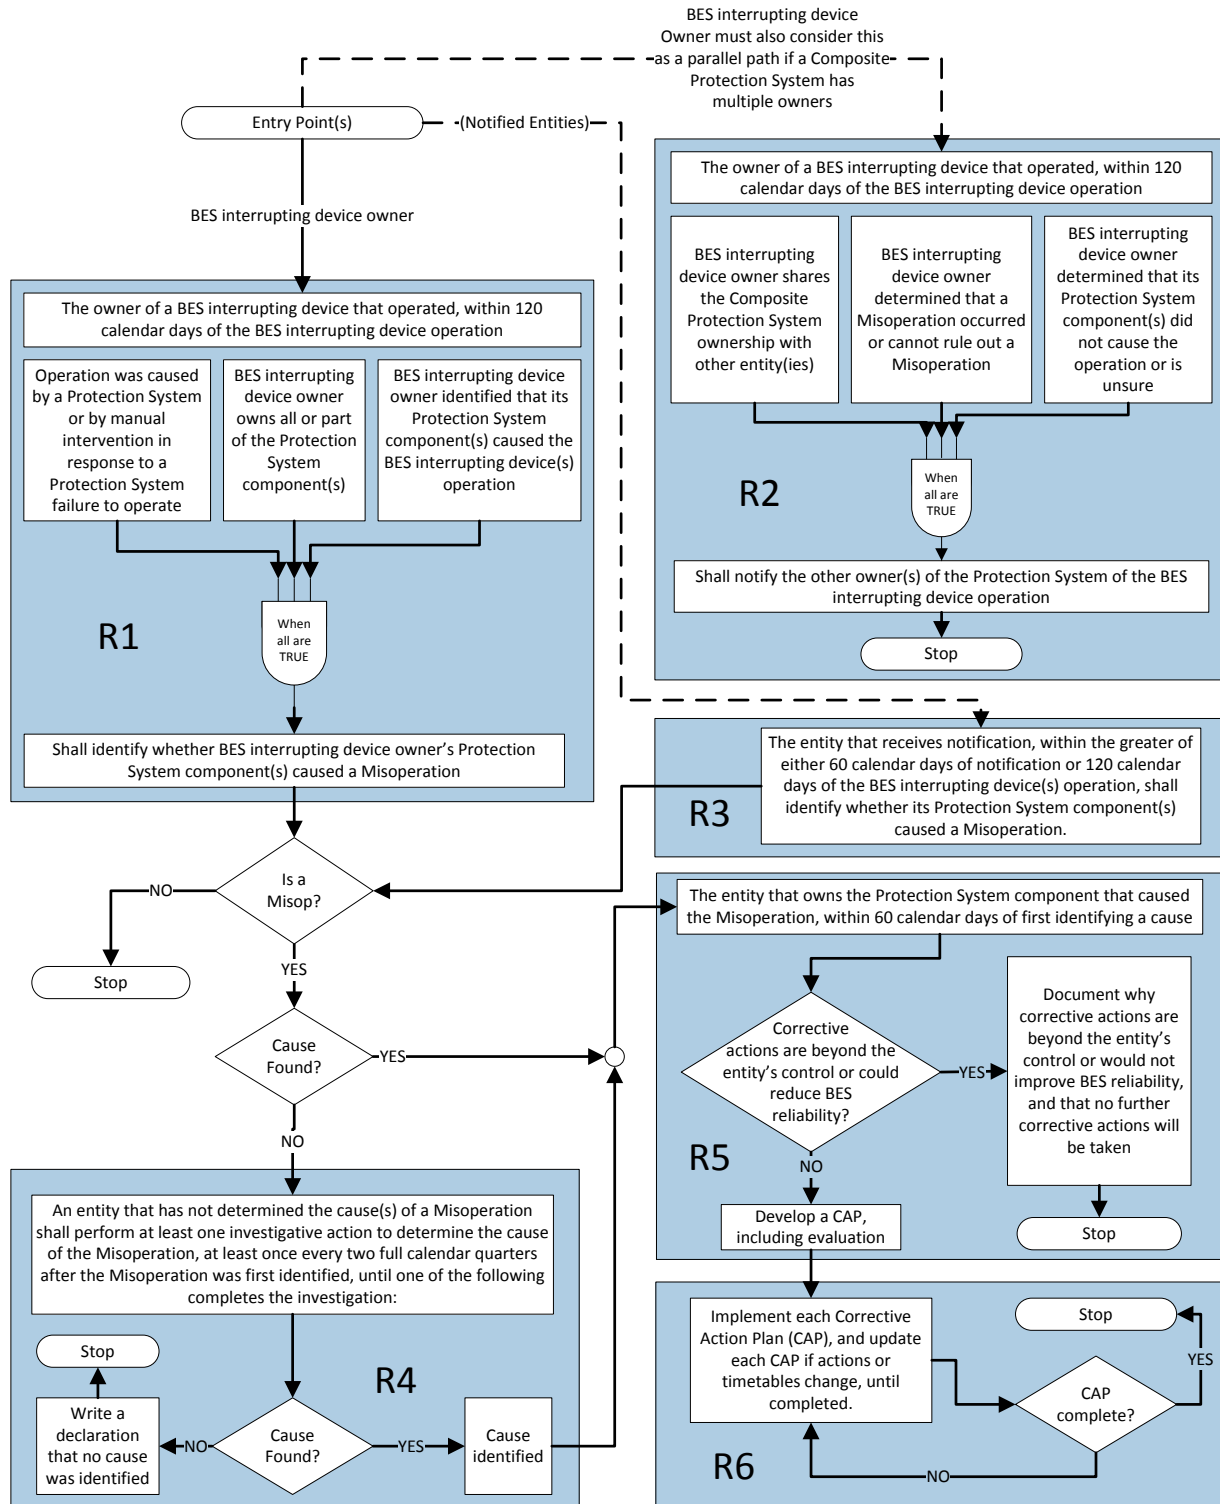 BES interrupting device
Owner must also consider this
as a parallel path if a Composite
Protection System has
multiple owners
Entry Point(s)
(Notified Entities)
BES interrupting device owner
The owner of a BES interrupting device that operated, within 120
calendar days of the BES interrupting device operation
BES interrupting
device owner shares
the Composite
Protection System
ownership with
other entity(ies)
BES interrupting
device owner
determined that a
Misoperation occurred
or cannot rule out a
Misoperation
BES interrupting
device owner
determined that its
Protection System
component(s) did
not cause the
operation or is
unsure
When
all are
TRUE
R2
Shall notify the other owner(s) of the Protection System of the BES
interrupting device operation
Stop
The owner of a BES interrupting device that operated, within 120
calendar days of the BES interrupting device operation
Operation was caused
by a Protection System
or by manual
intervention in
response to a
Protection System
failure to operate
BES interrupting
device owner
owns all or part
of the Protection
System
component(s)
BES interrupting device
owner identified that its
Protection System
component(s) caused the
BES interrupting device(s)
operation
When
all are
TRUE
R1
Shall identify whether BES interrupting device owner's Protection
System component(s) caused a Misoperation
The entity that receives notification, within the greater of
either 60 calendar days of notification or 120 calendar
days of the BES interrupting device(s) operation, shall
identify whether its Protection System component(s)
caused a Misoperation.
R3
Is a
Misop?
NO
Stop
YES
Cause
Found?
YES
NO
The entity that owns the Protection System component that caused
the Misoperation, within 60 calendar days of first identifying a cause
Corrective
actions are beyond the
entity's control or could
reduce BES
reliability?
YES
Document why
corrective actions are
beyond the entity's
control or would not
improve BES reliability,
and that no further
corrective actions will
be taken
Stop
R5
NO
Develop a CAP,
including evaluation
An entity that has not determined the cause(s) of a Misoperation
shall perform at least one investigative action to determine the cause
of the Misoperation, at least once every two full calendar quarters
after the Misoperation was first identified, until one of the following
completes the investigation:
Stop
R4
Write a
declaration
that no cause
was identified
NO
Cause
Found?
YES
Cause
identified
Implement each Corrective
Action Plan (CAP), and update
each CAP if actions or
timetables change, until
completed.
Stop
YES
CAP
complete?
NO
R6